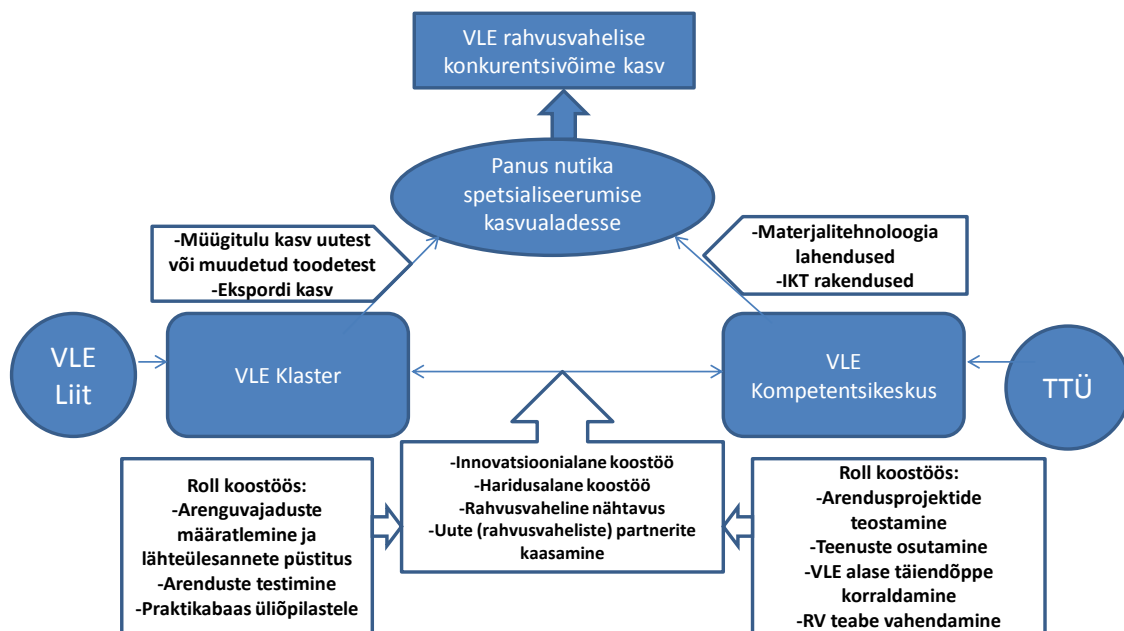 VLE rahvusvahelise
konkurentsivõime kasv
Panus nutika
spetsialiseerumise
kasvualadesse
-Müügitulu kasv uutest
või muudetud toodetest
-Ekspordi kasv
-Materjalitehnoloogia
lahendused
-IKT rakendused
VLE
Liit
VLE Klaster
VLE
Kompetentsikeskus
TTÜ
Roll koostöös:
-Arenguvajaduste
määratlemine ja
lähteülesannete püstitus
-Arenduste testimine
-Praktikabaas üliõpilastele
-Innovatsioonialane koostöö
-Haridusalane koostöö
-Rahvusvaheline nähtavus
-Uute (rahvusvaheliste) partnerite
kaasamine
Roll koostöös:
-Arendusprojektide
teostamine
-Teenuste osutamine
-VLE alase täiendõppe
korraldamine
-RV teabe vahendamine